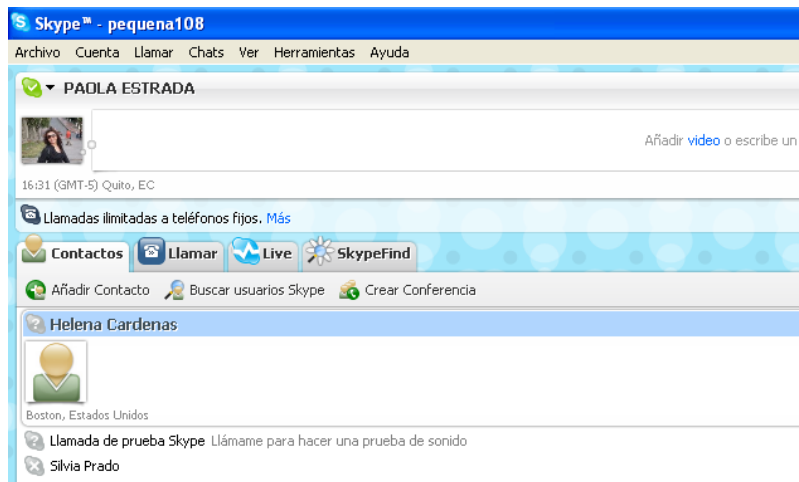 Skype™ - pequena108
Archivo Cuenta Llamar Chats Ver Herramientas Ayuda
PAOLA ESTRADA
Añadir video o escribe un
16:31 (GMT-5) Quito, EC
Llamadas ilimitadas a teléfonos fijos. Más
Contactos Llamar Live SkypeFind
Añadir Contacto Buscar usuarios Skype Crear Conferencia
Helena Cardenas
Boston, Estados Unidos
Llamada de prueba Skype Llámame para hacer una prueba de sonido
Silvia Prado